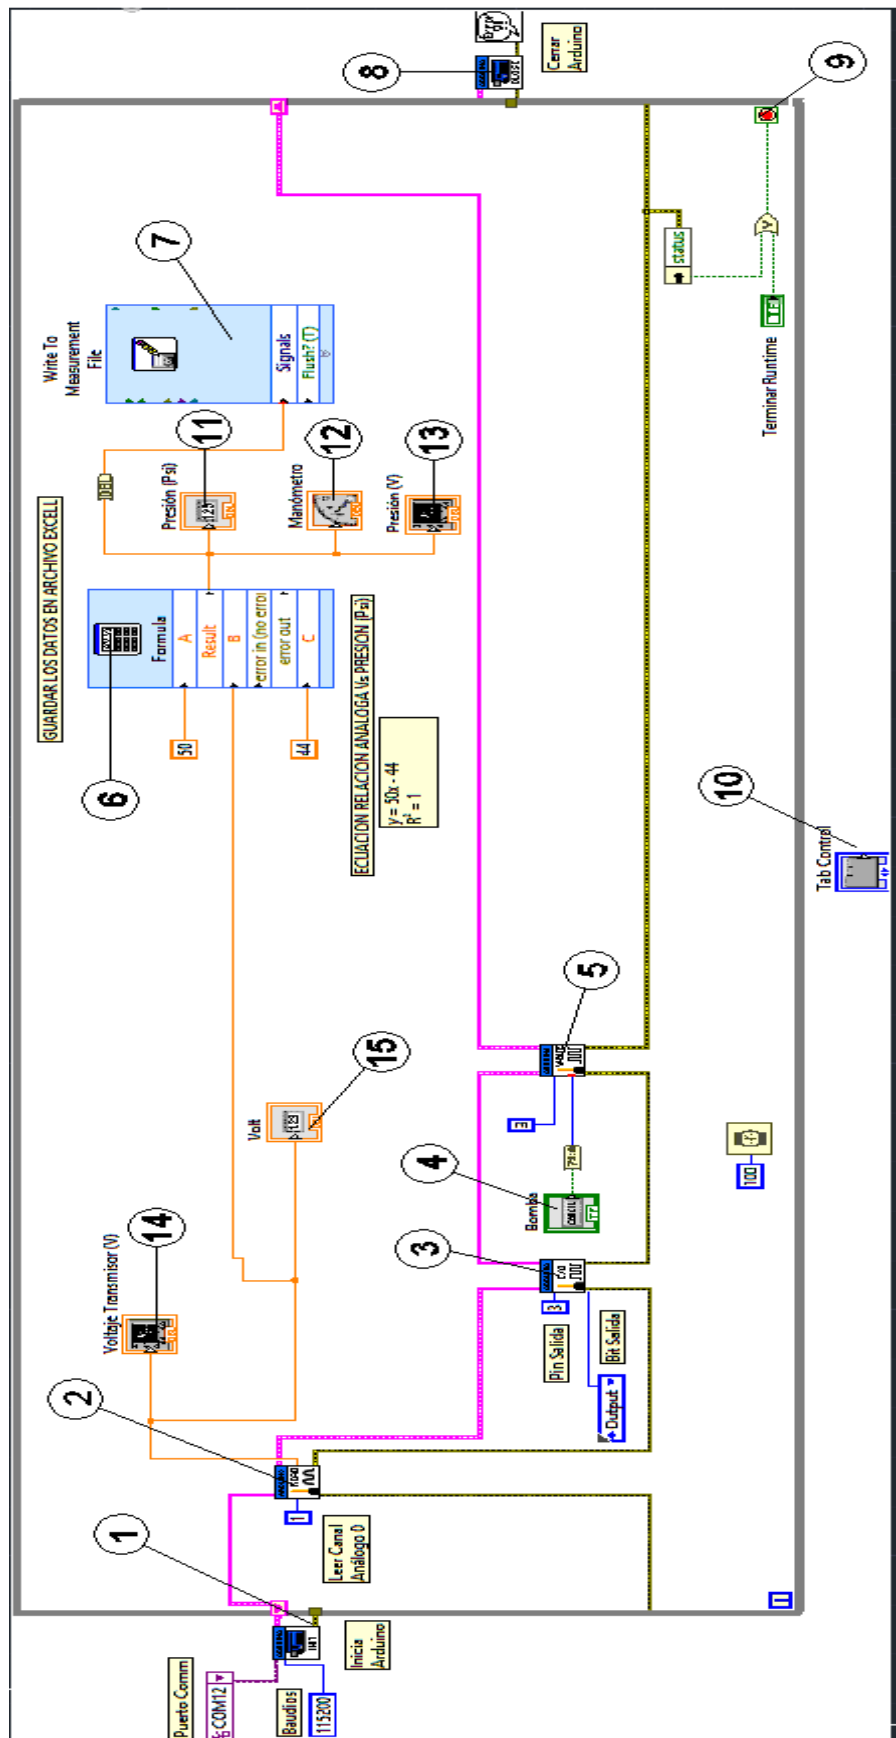 Puerto Comm
COM12
Baudios
115200
Inicia
Arduino
1
Leer Canal
Análogo 0
1
2
Voltaje Transmisor (V)
14
Volt
15
Pin Salida
3
Bit Salida
Output
3
Bomba
4
3
5
100
GUARDAR LOS DATOS EN ARCHIVO EXCELL
6
Formula
A
Result
B
error in (no error
error out
C
50
44
ECUACION RELACION ANALOGA Vs PRESION (Psi)
y = 50x - 44
R² = 1
Presión (Psi)
11
Manómetro
12
Presión (V)
13
Write To
Measurement
File
Signals
Flush? (T)
7
Tab Control
10
status
Terminar Runtime
9
8
Cerrar
Arduino